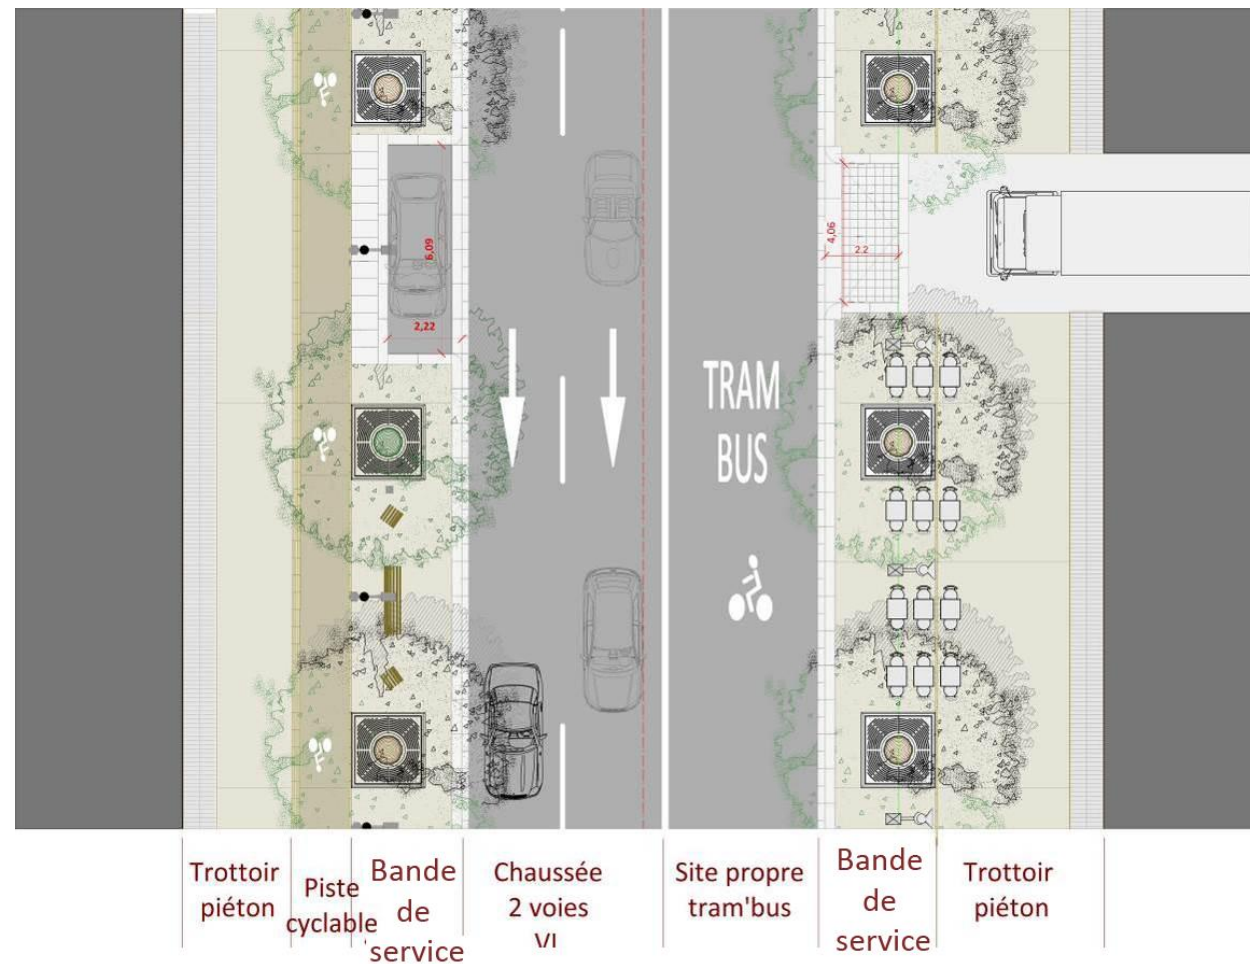 6,09
2,22
4,06
2.2
TRAM
BUS
Trottoir
piéton
Piste
cyclable
Bande
de
service
Chaussée
2 voies
VL
Site propre
tram'bus
Bande
de
service
Trottoir
piéton